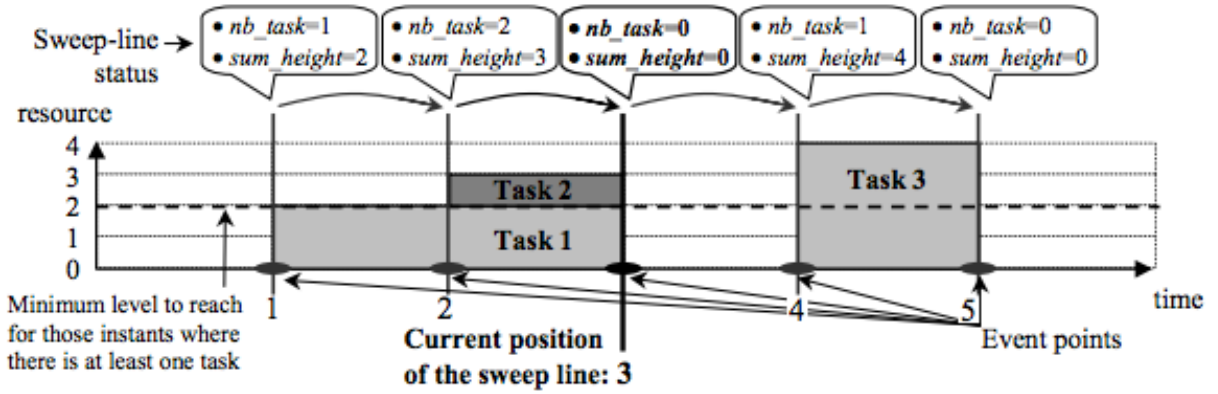 Sweep-line
status
• nb_task=1
• sum_height=2
• nb_task=2
• sum_height=3
• nb_task=0
• sum_height=0
• nb_task=1
• sum_height=4
• nb_task=0
• sum_height=0
resource
4
3
2
1
0
Task 2
Task 1
Task 3
1
2
4
5
time
Minimum level to reach
for those instants where
there is at least one task
Current position
of the sweep line: 3
Event points